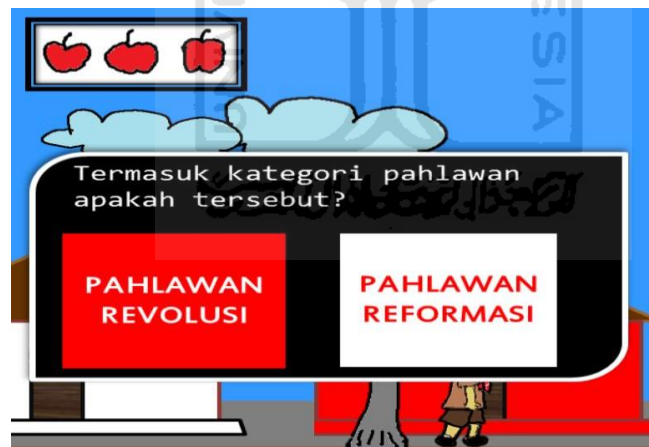 Termasuk kategori pahlawan
apakah tersebut?
PAHLAWAN
REVOLUSI
PAHLAWAN
REFORMASI